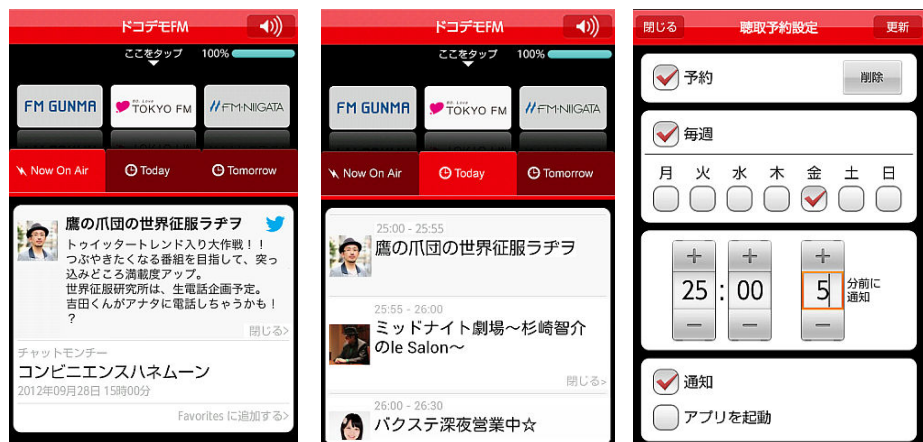 ドコデモFM
ここをタップ 100%
FM GUNMA
80.Love
TOKYO FM
FM-NIIGATA
Now On Air
Today
Tomorrow
鷹の爪団の世界征服ラヂヲ
トゥイッタートレンド入り大作戦！！
つぶやきたくなる番組を目指して、突っ
込みどころ満載度アップ。
世界征服研究所は、生電話企画予定。
吉田くんがアナタに電話しちゃうかも！
？
閉じる>
チャットモンチー
コンビニエンスハネムーン
2012年09月28日 15時00分
Favorites に追加する>
ドコデモFM
ここをタップ 100%
FM GUNMA
80.Love
TOKYO FM
FM-NIIGATA
Now On Air
Today
Tomorrow
25:00 - 25:55
鷹の爪団の世界征服ラヂヲ
25:55 - 26:00
ミッドナイト劇場～杉崎智介
のle Salon～
閉じる>
26:00 - 26:30
バクステ深夜営業中☆
閉じる 聴取予約設定 更新
予約 削除
毎週
月 火 水 木 金 土 日
+ + +
25 : 00 5 分前に
通知
− − −
通知
アプリを起動